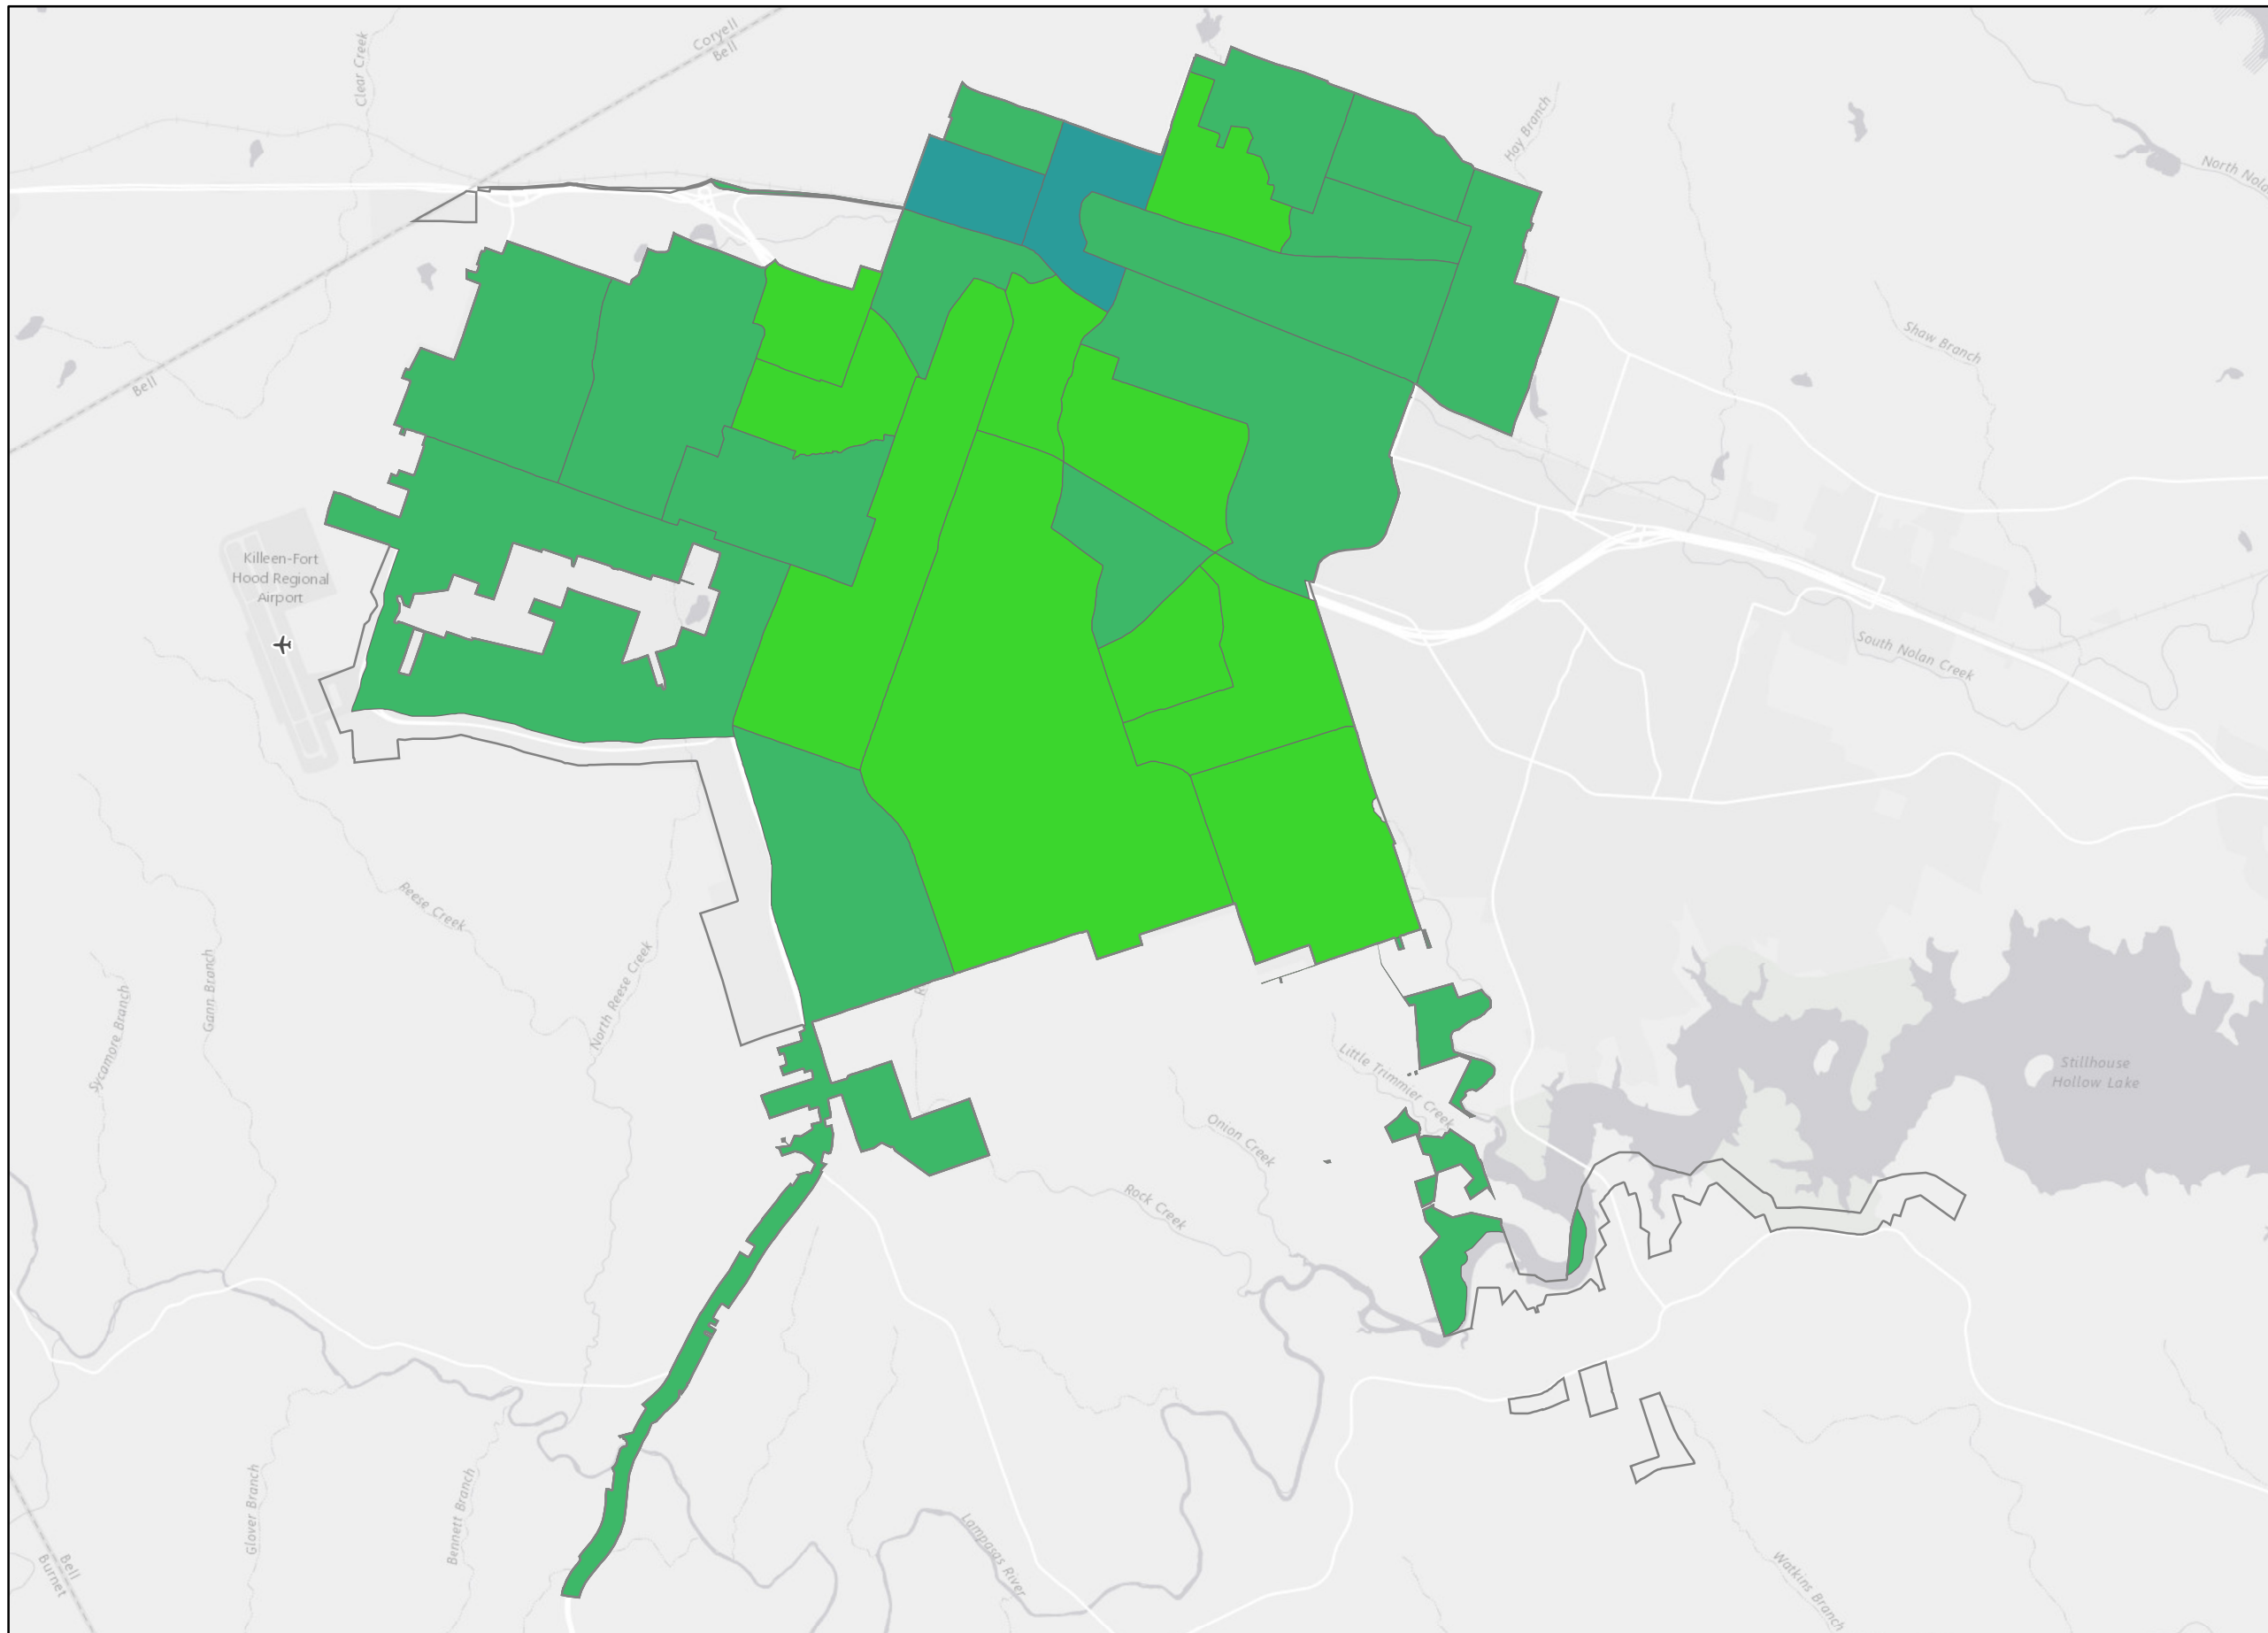 Coryell
Bell
Clear Creek
Hay Branch
North Nola
Shaw Branch
Bell
Killeen-Fort
Hood Regional
Airport
South Nolan Creek
Reese Creek
Gann Branch
Sycamore Branch
North Reese Creek
Little Trimmier Creek
Stillhouse
Hollow Lake
Onion Creek
Rock Creek
Glover Branch
Bennett Branch
Lampasas River
Watkins Branch
Bell
Burnet